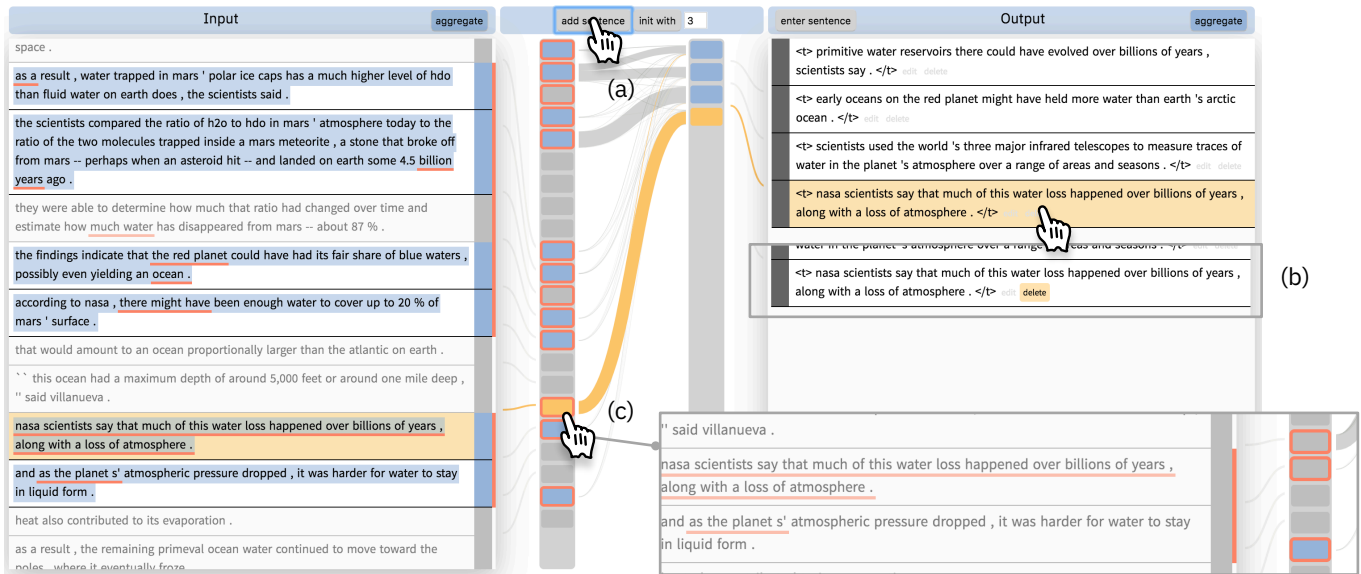 Input
aggregate
add sentence
init with
3
enter sentence
Output
aggregate
space .
as a result , water trapped in mars ' polar ice caps has a much higher level of hdo
than fluid water on earth does , the scientists said .
the scientists compared the ratio of h2o to hdo in mars ' atmosphere today to the
ratio of the two molecules trapped inside a mars meteorite , a stone that broke off
from mars -- perhaps when an asteroid hit -- and landed on earth some 4.5 billion
years ago .
they were able to determine how much that ratio had changed over time and
estimate how much water has disappeared from mars -- about 87 % .
the findings indicate that the red planet could have had its fair share of blue waters ,
possibly even yielding an ocean .
according to nasa , there might have been enough water to cover up to 20 % of
mars ' surface .
that would amount to an ocean proportionally larger than the atlantic on earth .
`` this ocean had a maximum depth of around 5,000 feet or around one mile deep ,
'' said villanueva .
nasa scientists say that much of this water loss happened over billions of years ,
along with a loss of atmosphere .
and as the planet s' atmospheric pressure dropped , it was harder for water to stay
in liquid form .
heat also contributed to its evaporation .
as a result , the remaining primeval ocean water continued to move toward the
poles , where it eventually froze
(a)
(c)
<t> primitive water reservoirs there could have evolved over billions of years ,
scientists say . </t> edit delete
<t> early oceans on the red planet might have held more water than earth 's arctic
ocean . </t> edit delete
<t> scientists used the world 's three major infrared telescopes to measure traces of
water in the planet 's atmosphere over a range of areas and seasons . </t> edit delete
<t> nasa scientists say that much of this water loss happened over billions of years ,
along with a loss of atmosphere . </t>
water in the planet 's atmosphere over a range of areas and seasons . </t> edit delete
<t> nasa scientists say that much of this water loss happened over billions of years ,
along with a loss of atmosphere . </t> edit delete
(b)
'' said villanueva .
nasa scientists say that much of this water loss happened over billions of years ,
along with a loss of atmosphere .
and as the planet s' atmospheric pressure dropped , it was harder for water to stay
in liquid form .